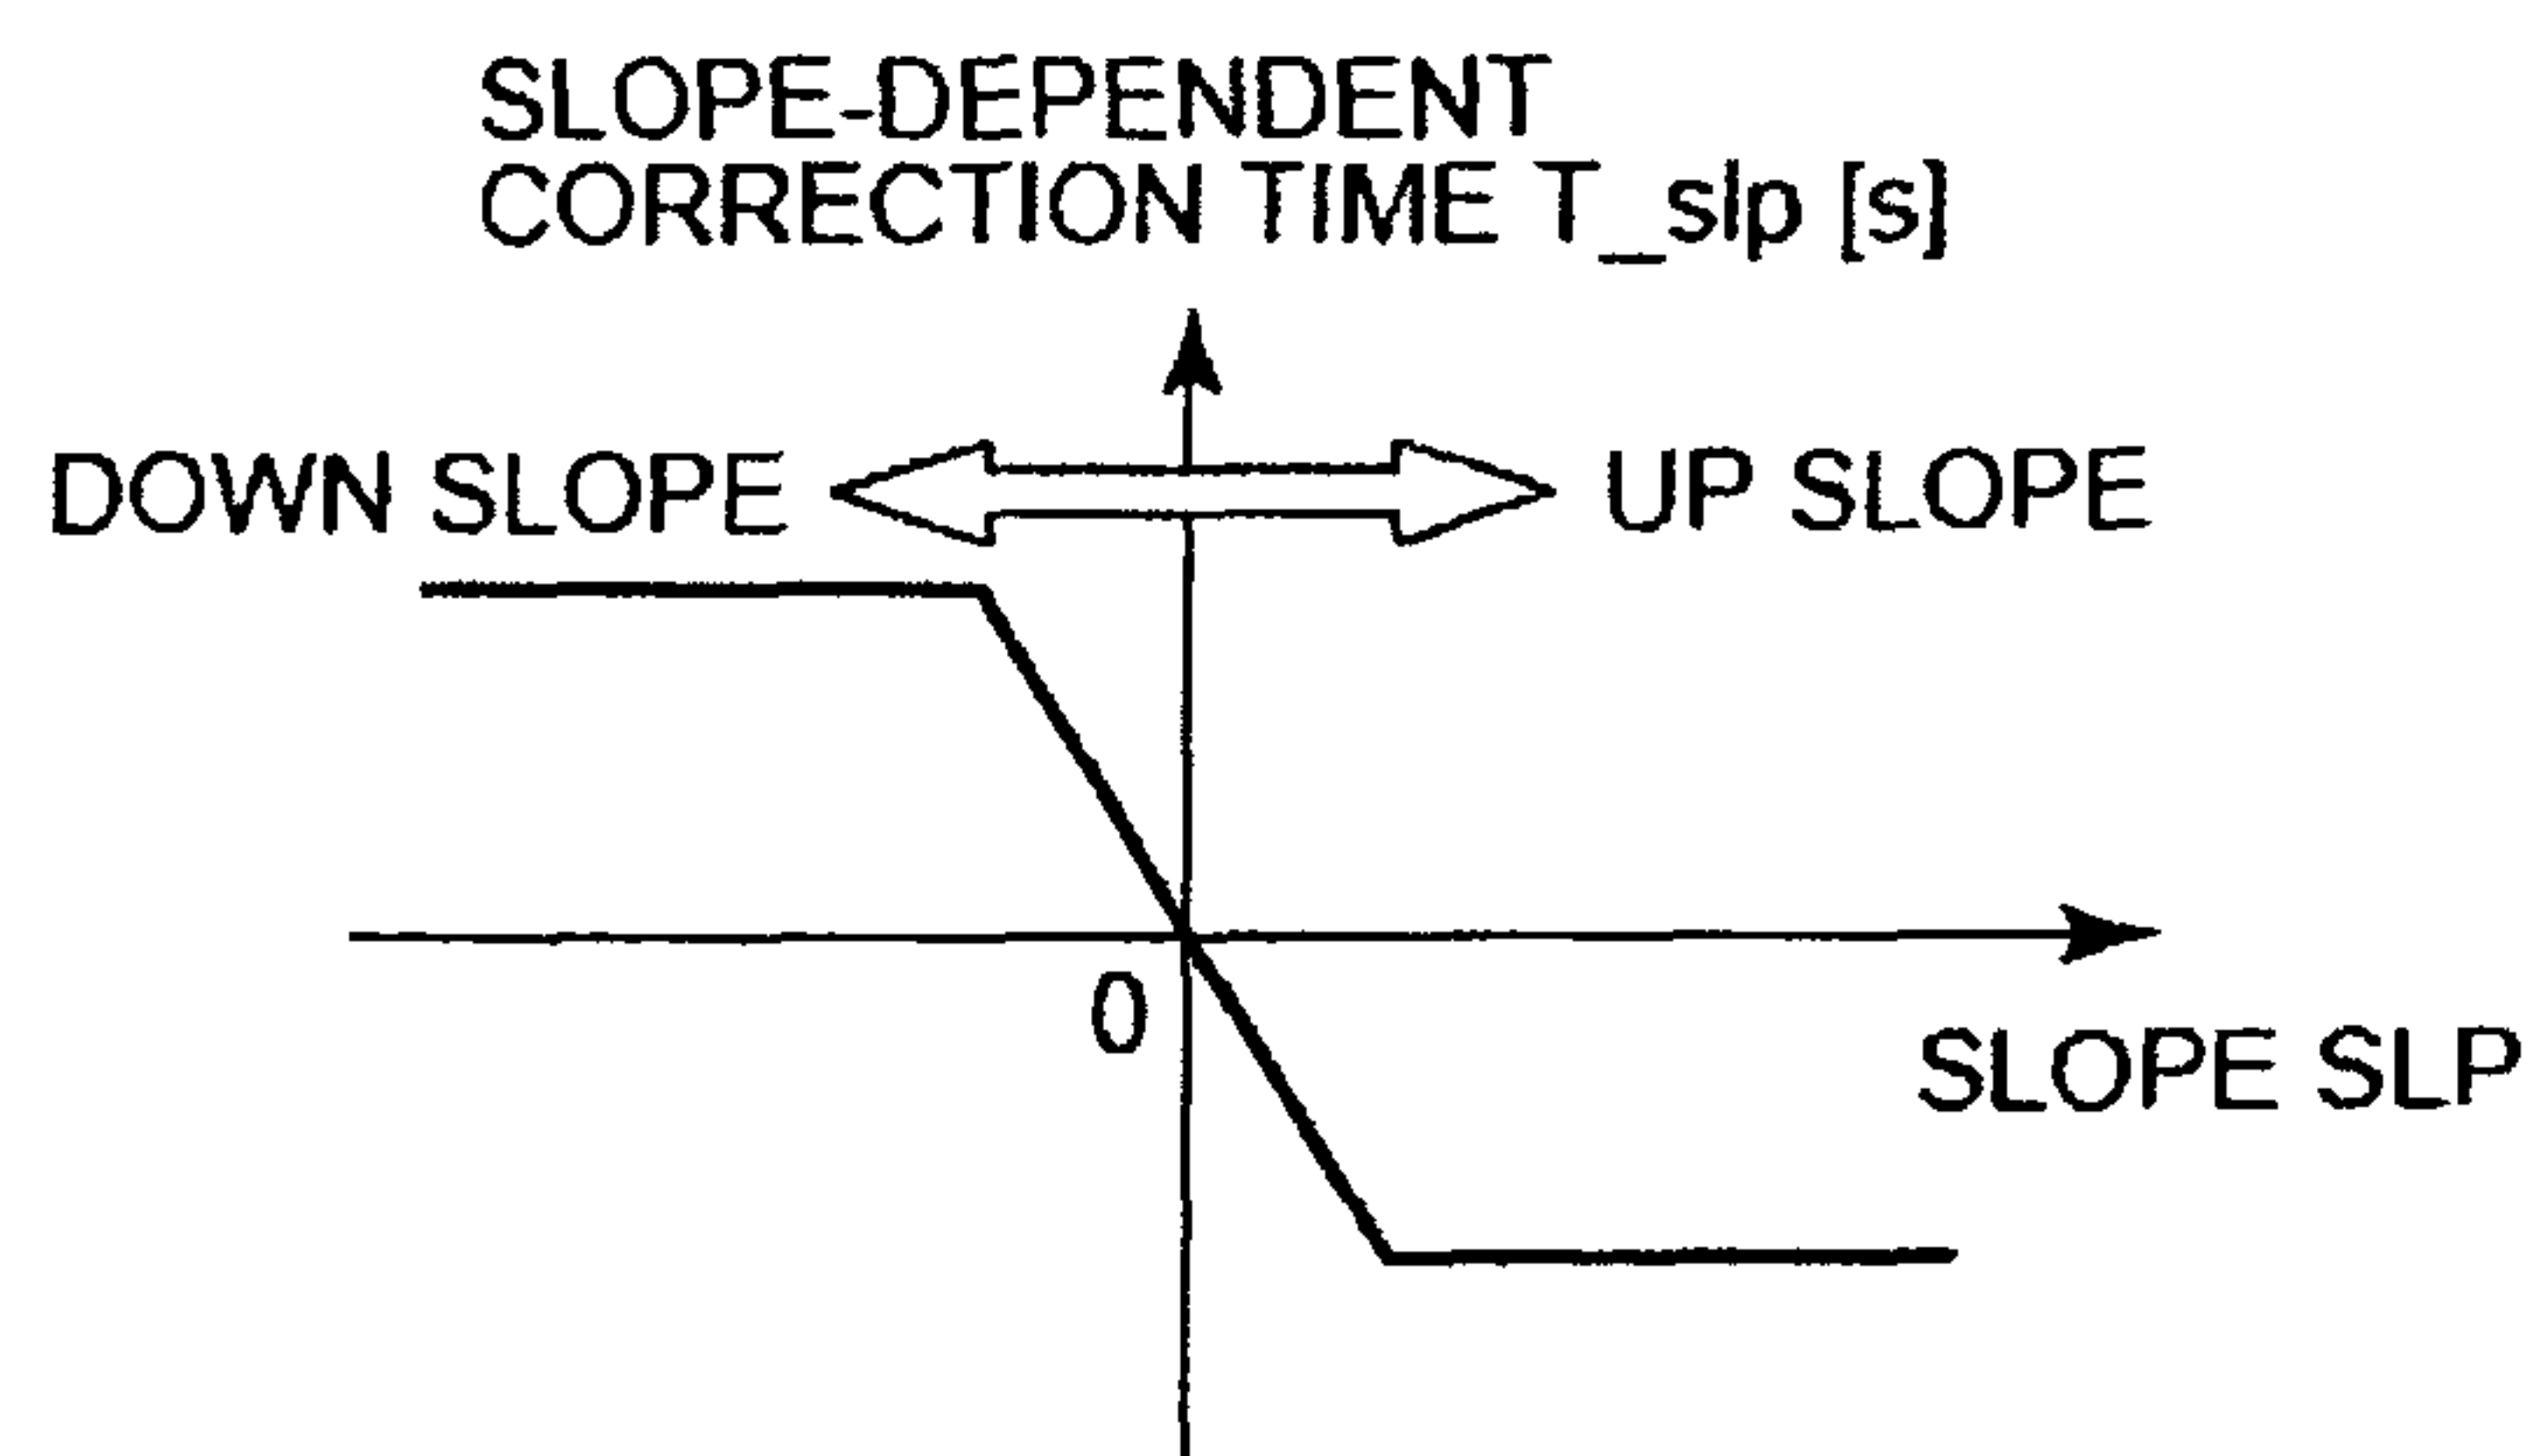 SLOPE-DEPENDENT
CORRECTION TIME T_slp [s]
DOWN SLOPE
UP SLOPE
0
SLOPE SLP